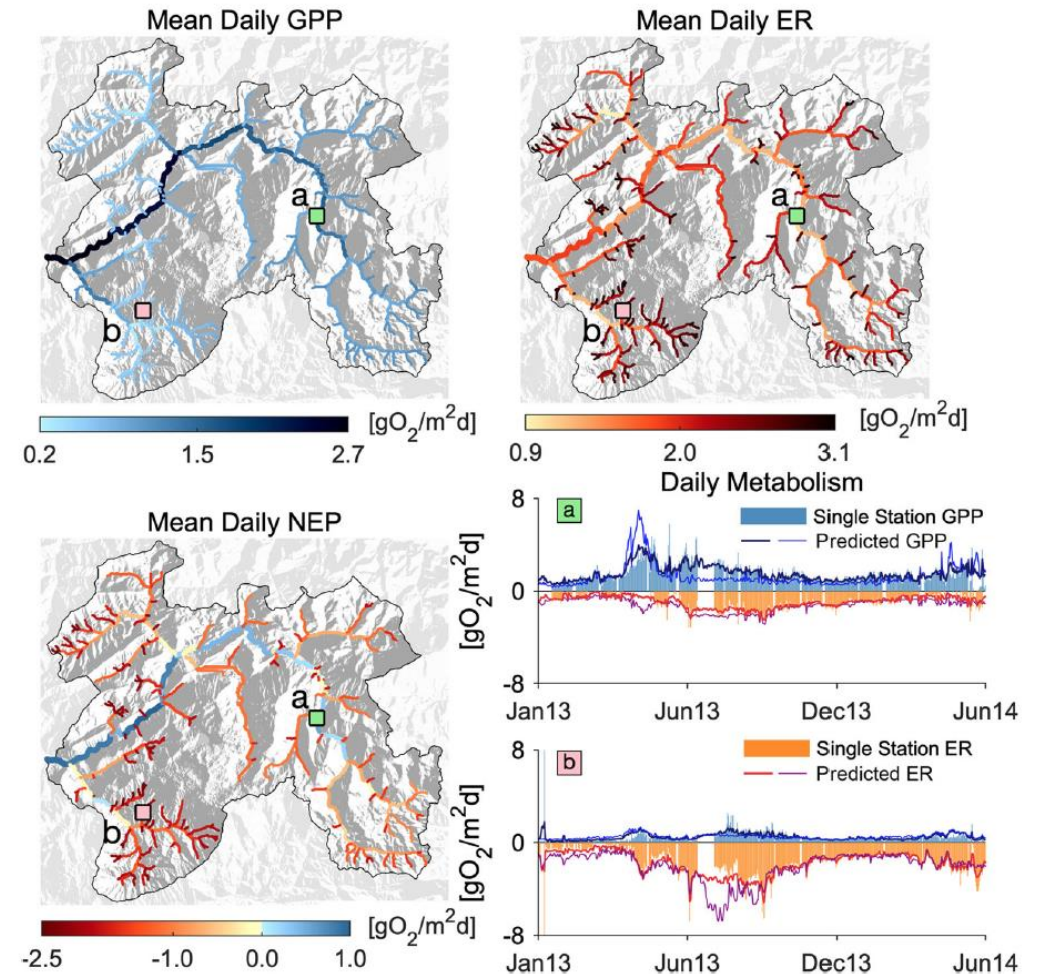 Mean Daily GPP
a
b
[gO2/m2d]
0.2 1.5 2.7
Mean Daily ER
a
b
[gO2/m2d]
0.9 2.0 3.1
Mean Daily NEP
a
b
[gO2/m2d]
-2.5 -1.0 0.0 1.0
Daily Metabolism
8
a
Single Station GPP
Predicted GPP
[gO2/m2d]
0
-8
Jan13 Jun13 Dec13 Jun14
8
b
Single Station ER
Predicted ER
[gO2/m2d]
0
-8
Jan13 Jun13 Dec13 Jun14